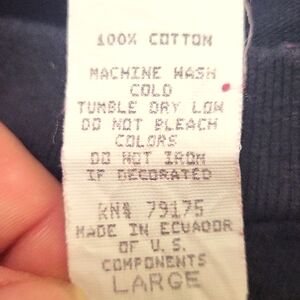 100% COTTON
MACHINE WASH
COLD
TUMBLE DRY LOW
DO NOT BLEACH
COLORS
DO NOT IRON
IF DECORATED
RN# 79175
MADE IN ECUADOR
OF U.S.
COMPONENTS
LARGE